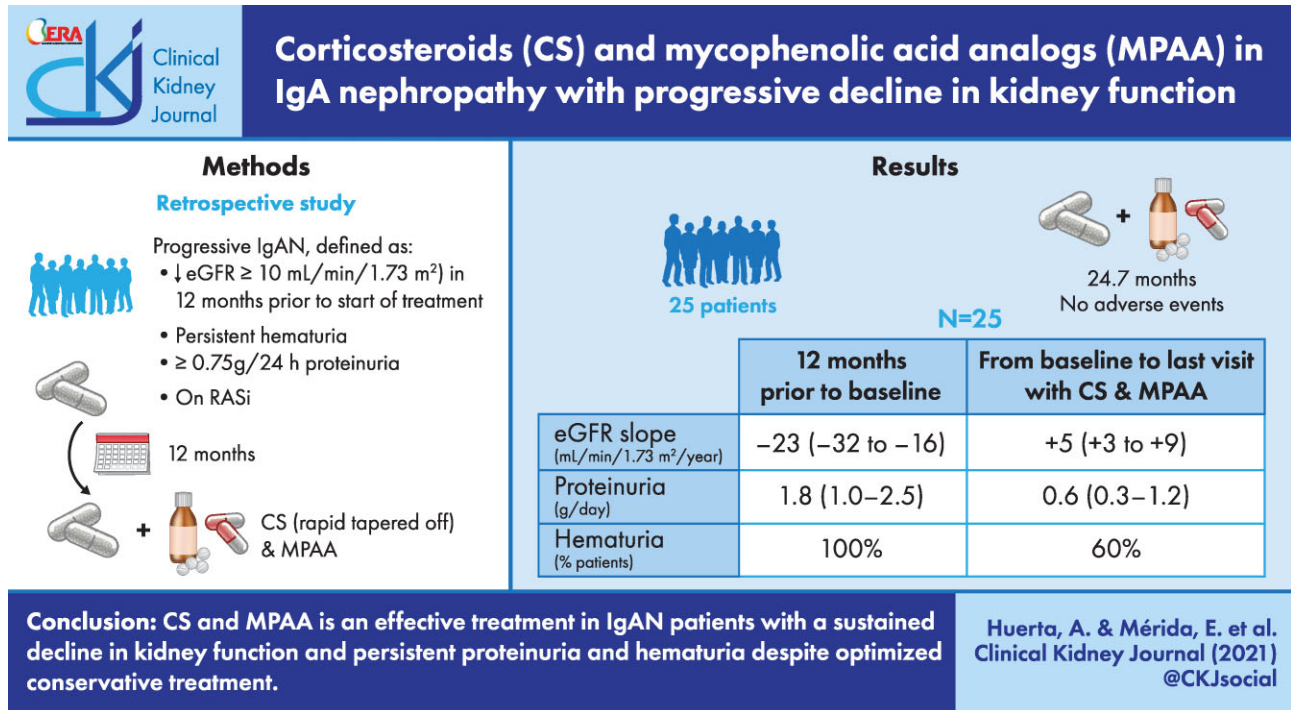 ERA
CKJ
Clinical
Kidney
Journal
Corticosteroids (CS) and mycophenolic acid analogs (MPAA) in
IgA nephropathy with progressive decline in kidney function
Methods
Retrospective study
Progressive IgAN, defined as:
• ↓ eGFR ≥ 10 mL/min/1.73 m²) in
12 months prior to start of treatment
• Persistent hematuria
• ≥ 0.75g/24 h proteinuria
• On RASi
12 months
+
CS (rapid tapered off)
& MPAA
Results
25 patients
+
24.7 months
No adverse events
N=25
12 months
prior to baseline
From baseline to last visit
with CS & MPAA
eGFR slope
(mL/min/1.73 m²/year)
−23 (−32 to −16)
+5 (+3 to +9)
Proteinuria
(g/day)
1.8 (1.0–2.5)
0.6 (0.3–1.2)
Hematuria
(% patients)
100%
60%
Conclusion: CS and MPAA is an effective treatment in IgAN patients with a sustained
decline in kidney function and persistent proteinuria and hematuria despite optimized
conservative treatment.
Huerta, A. & Mérida, E. et al.
Clinical Kidney Journal (2021)
@CKJsocial